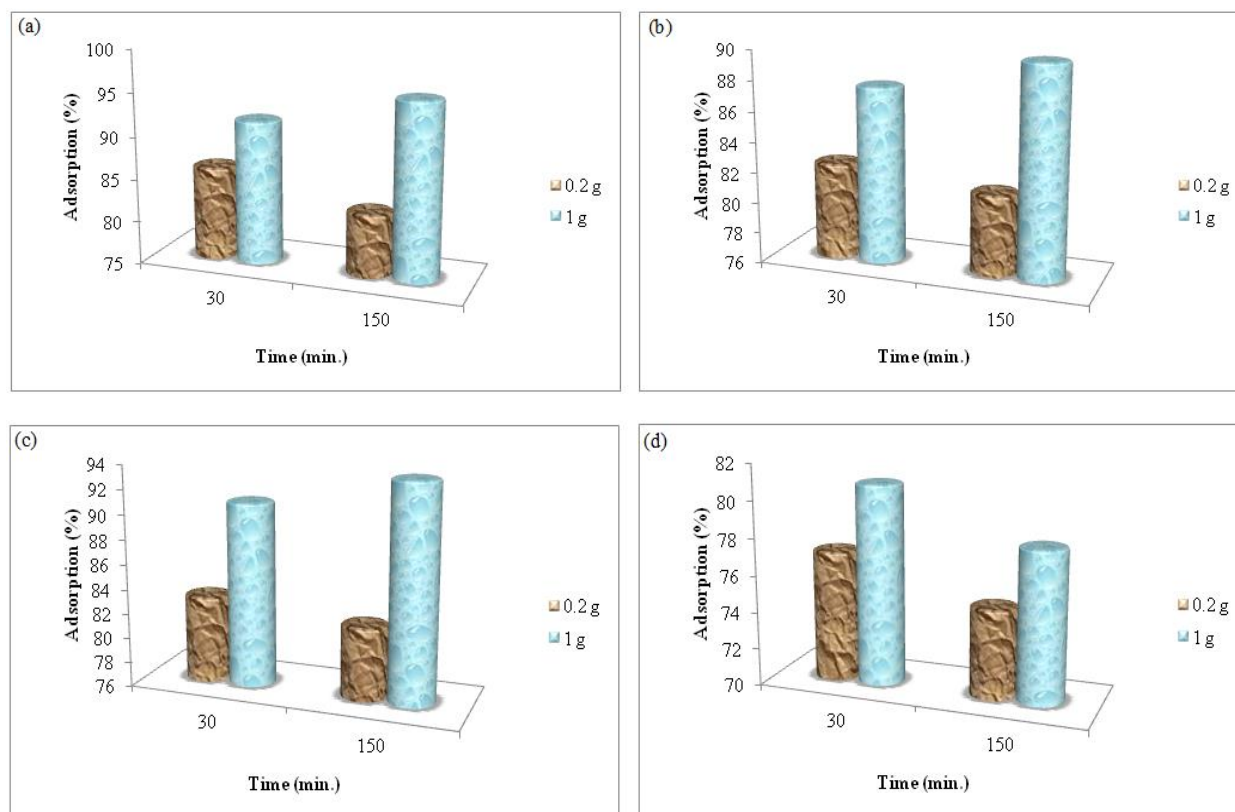 (a)
100
95
90
85
80
75
Adsorption (%)
30
150
Time (min.)
0.2 g
1 g
(b)
90
88
86
84
82
80
78
76
Adsorption (%)
30
150
Time (min.)
0.2 g
1 g
(c)
94
92
90
88
86
84
82
80
78
76
Adsorption (%)
30
150
Time (min.)
0.2 g
1 g
(d)
82
80
78
76
74
72
70
Adsorption (%)
30
150
Time (min.)
0.2 g
1 g